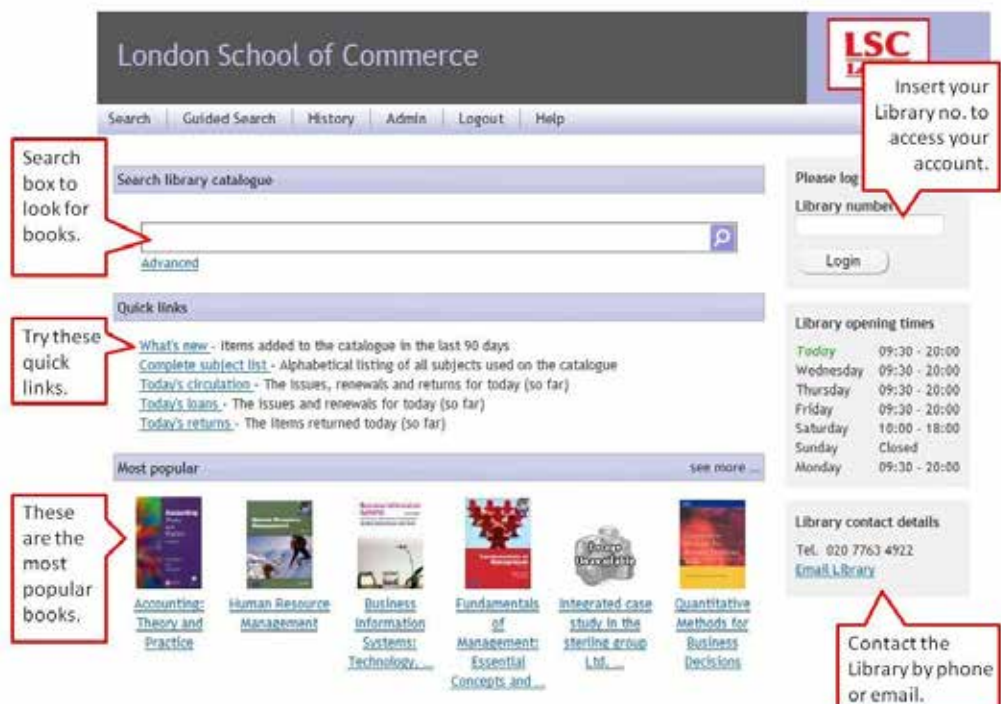 London School of Commerce
LSC
Search Guided Search History Admin Logout Help
Insert your
Library no. to
access your
account.
Search
box to
look for
books.
Search library catalogue
Advanced
Please log
Library number
Login
Quick links
Try these
quick
links.
What's new - Items added to the catalogue in the last 90 days
Complete subject list - Alphabetical listing of all subjects used on the catalogue
Today's circulation - The issues, renewals and returns for today (so far)
Today's loans - The issues and renewals for today (so far)
Today's returns - The items returned today (so far)
Library opening times
Today 09:30 - 20:00
Wednesday 09:30 - 20:00
Thursday 09:30 - 20:00
Friday 09:30 - 20:00
Saturday 10:00 - 18:00
Sunday Closed
Monday 09:30 - 20:00
Most popular see more ...
These
are the
most
popular
books.
Accounting
Human Resource
Management
Business Information
Image
Unavailable
Accounting:
Theory and
Practice
Human Resource
Management
Business
Information
Systems:
Technology, ...
Fundamentals
of
Management:
Essential
Concepts and ...
Integrated case
study in the
sterling group
Ltd, ...
Quantitative
Methods for
Business
Decisions
Library contact details
Tel. 020 7763 4922
Email Library
Contact the
Library by phone
or email.